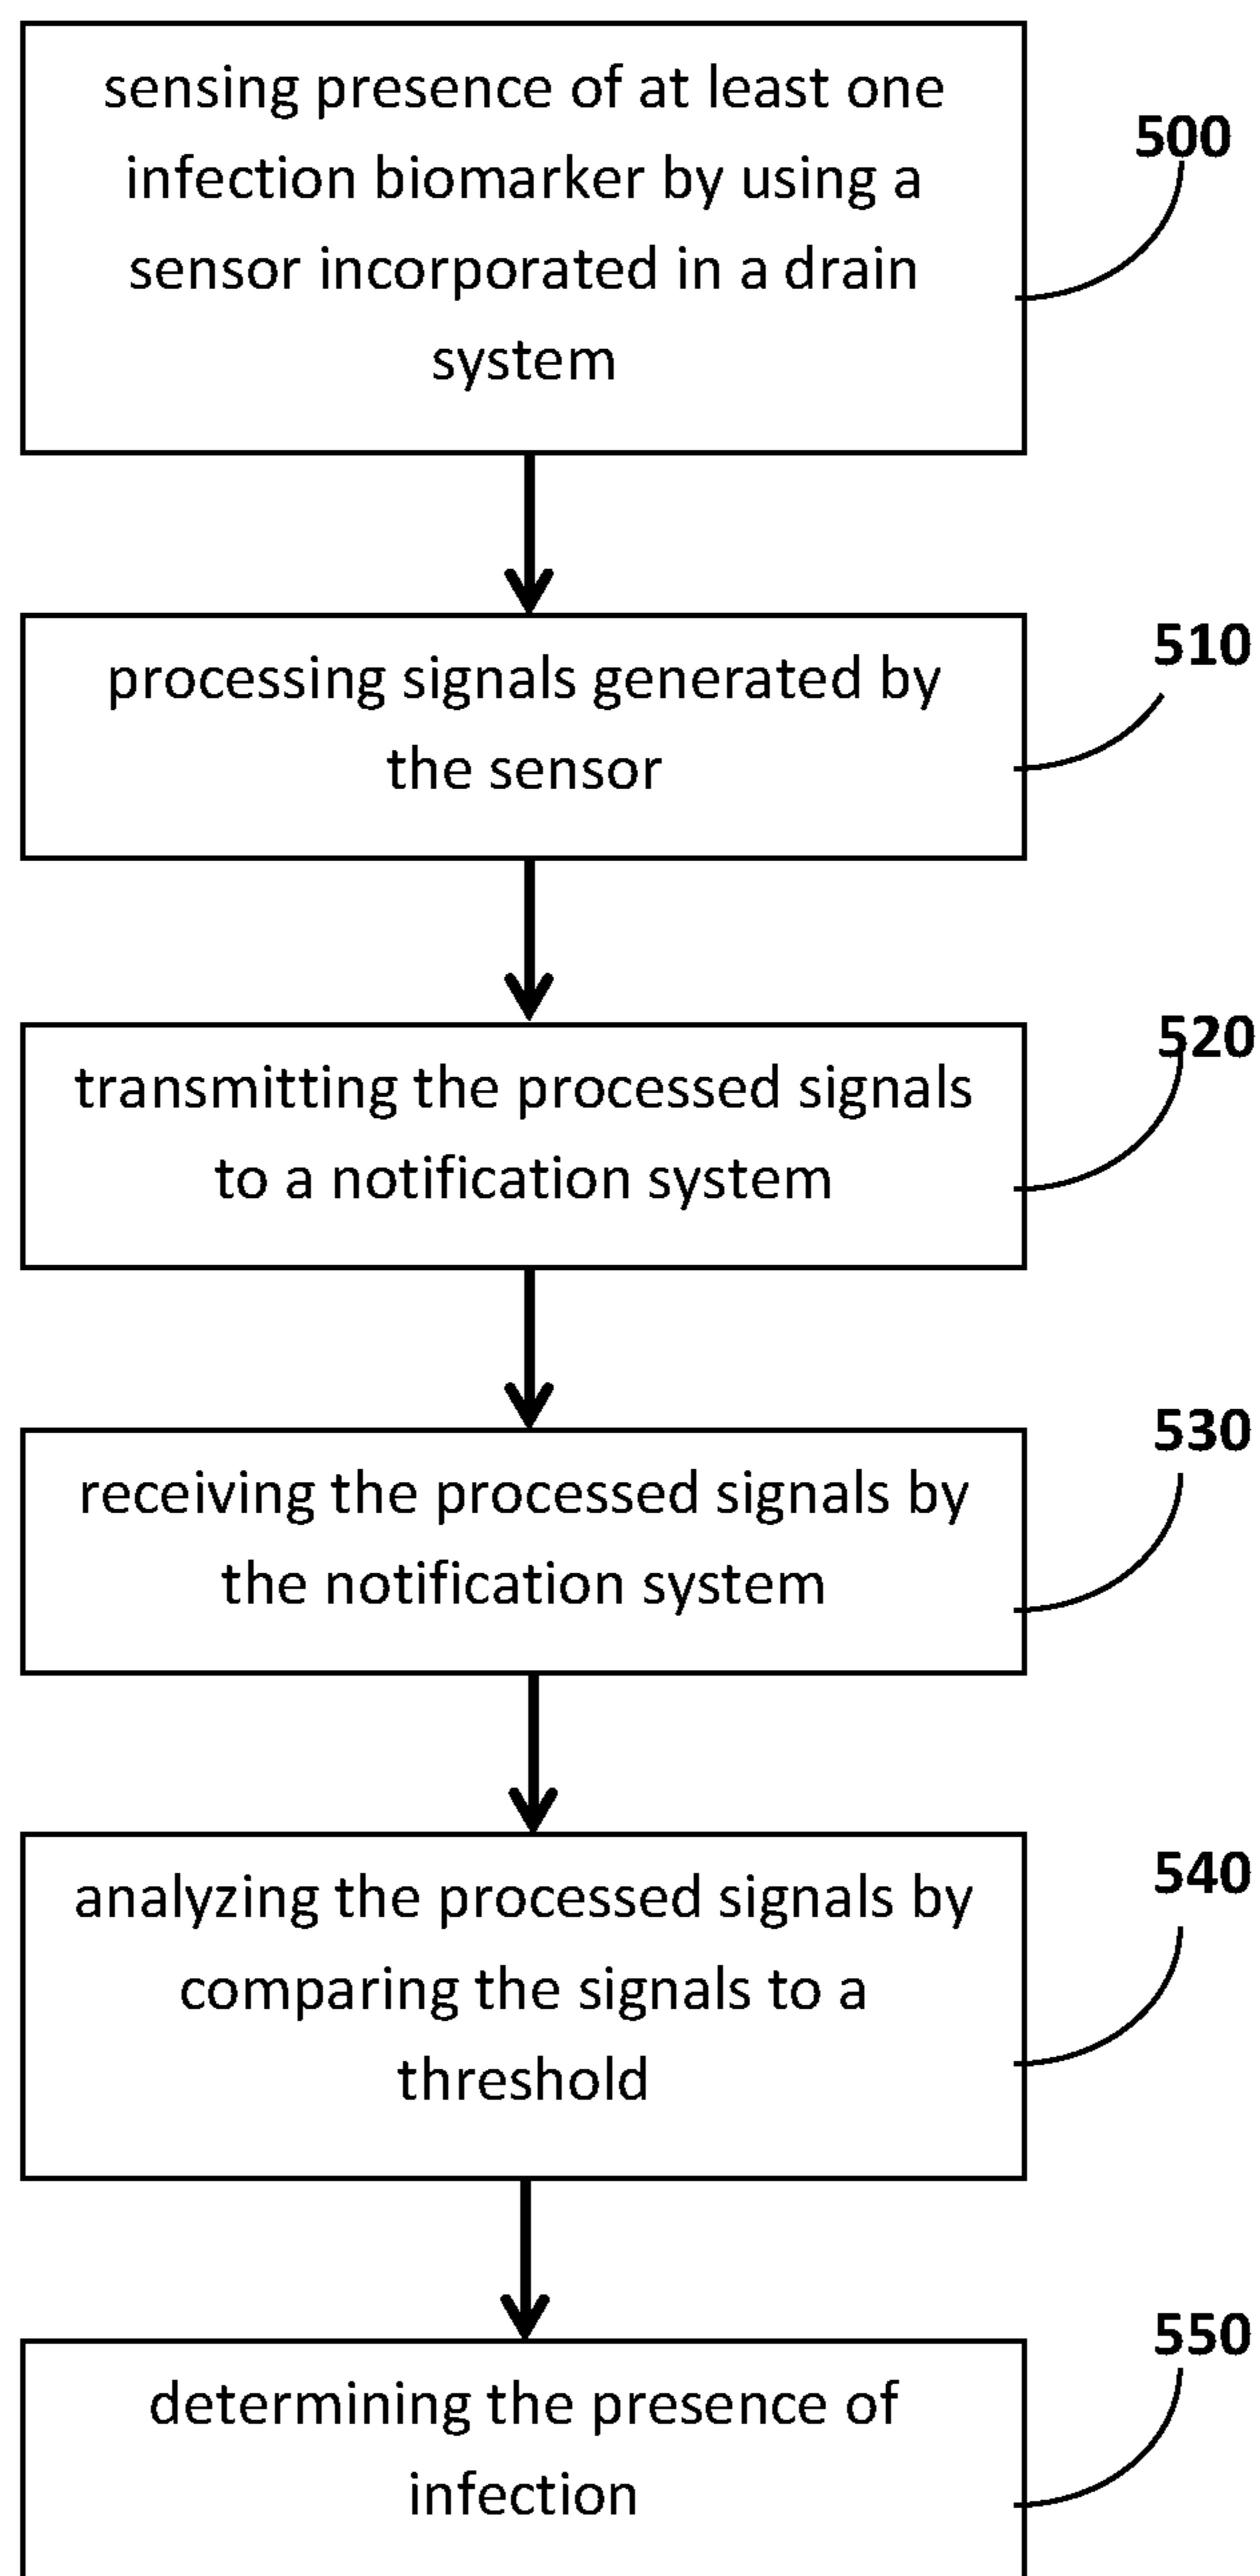 sensing presence of at least one
infection biomarker by using a
sensor incorporated in a drain
system
500
processing signals generated by
the sensor
510
transmitting the processed signals
to a notification system
520
receiving the processed signals by
the notification system
530
analyzing the processed signals by
comparing the signals to a
threshold
540
determining the presence of
infection
550